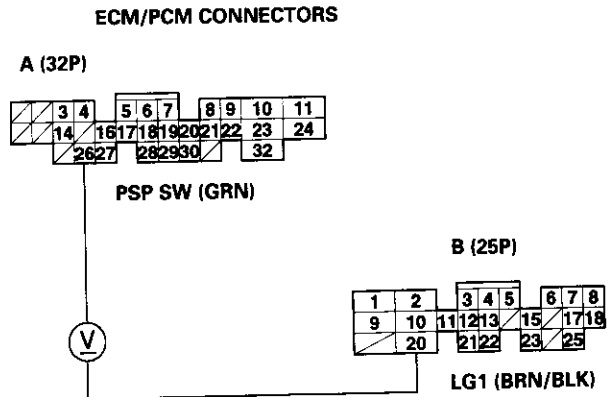 ECM/PCM CONNECTORS
A (32P)
3 4 5 6 7 8 9 10 11
14 16 17 18 19 20 21 22 23 24
26 27 28 29 30 32
PSP SW (GRN)
B (25P)
1 2 3 4 5 6 7 8
9 10 11 12 13 15 17 18
20 21 22 23 25
V
LG1 (BRN/BLK)